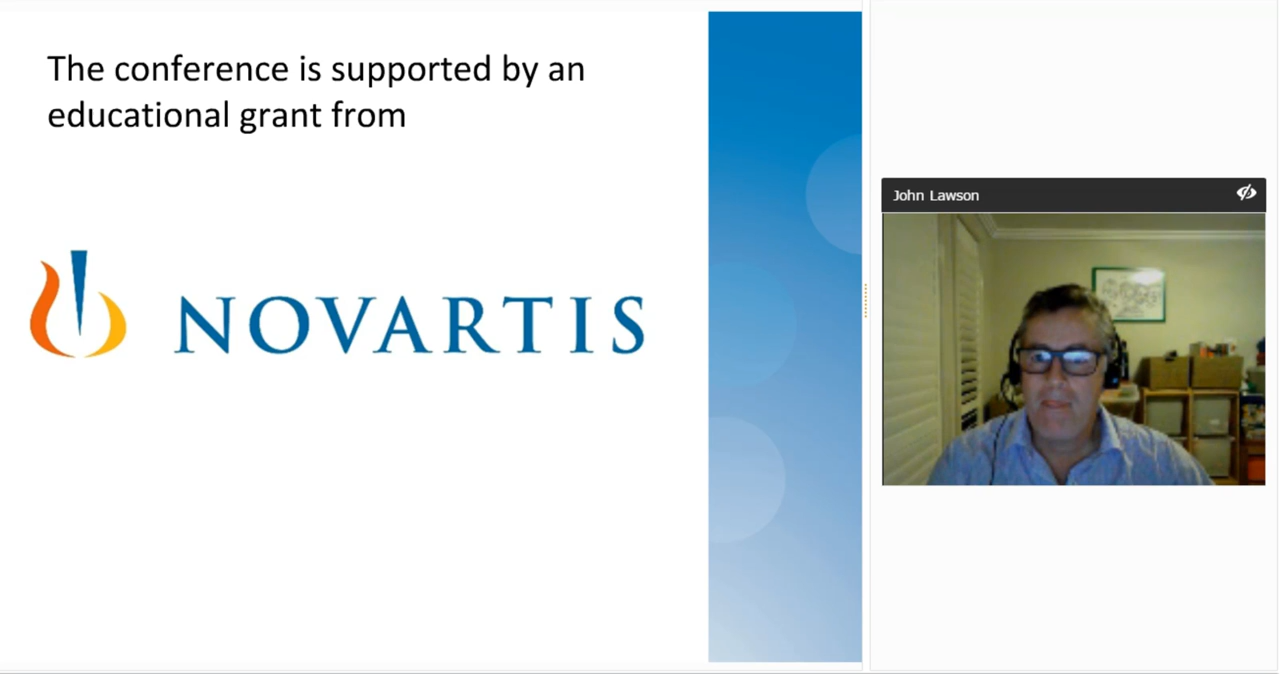 The conference is supported by an
educational grant from
NOVARTIS
John Lawson